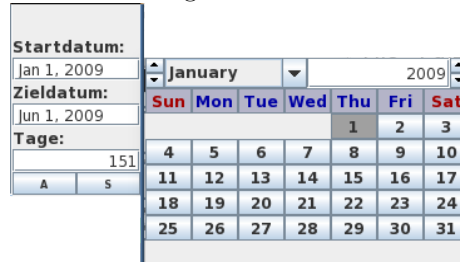 Startdatum:
Jan 1, 2009
Zieldatum:
Jun 1, 2009
Tage:
151
A S
January 2009
Sun Mon Tue Wed Thu Fri Sat
1 2 3
4 5 6 7 8 9 10
11 12 13 14 15 16 17
18 19 20 21 22 23 24
25 26 27 28 29 30 31